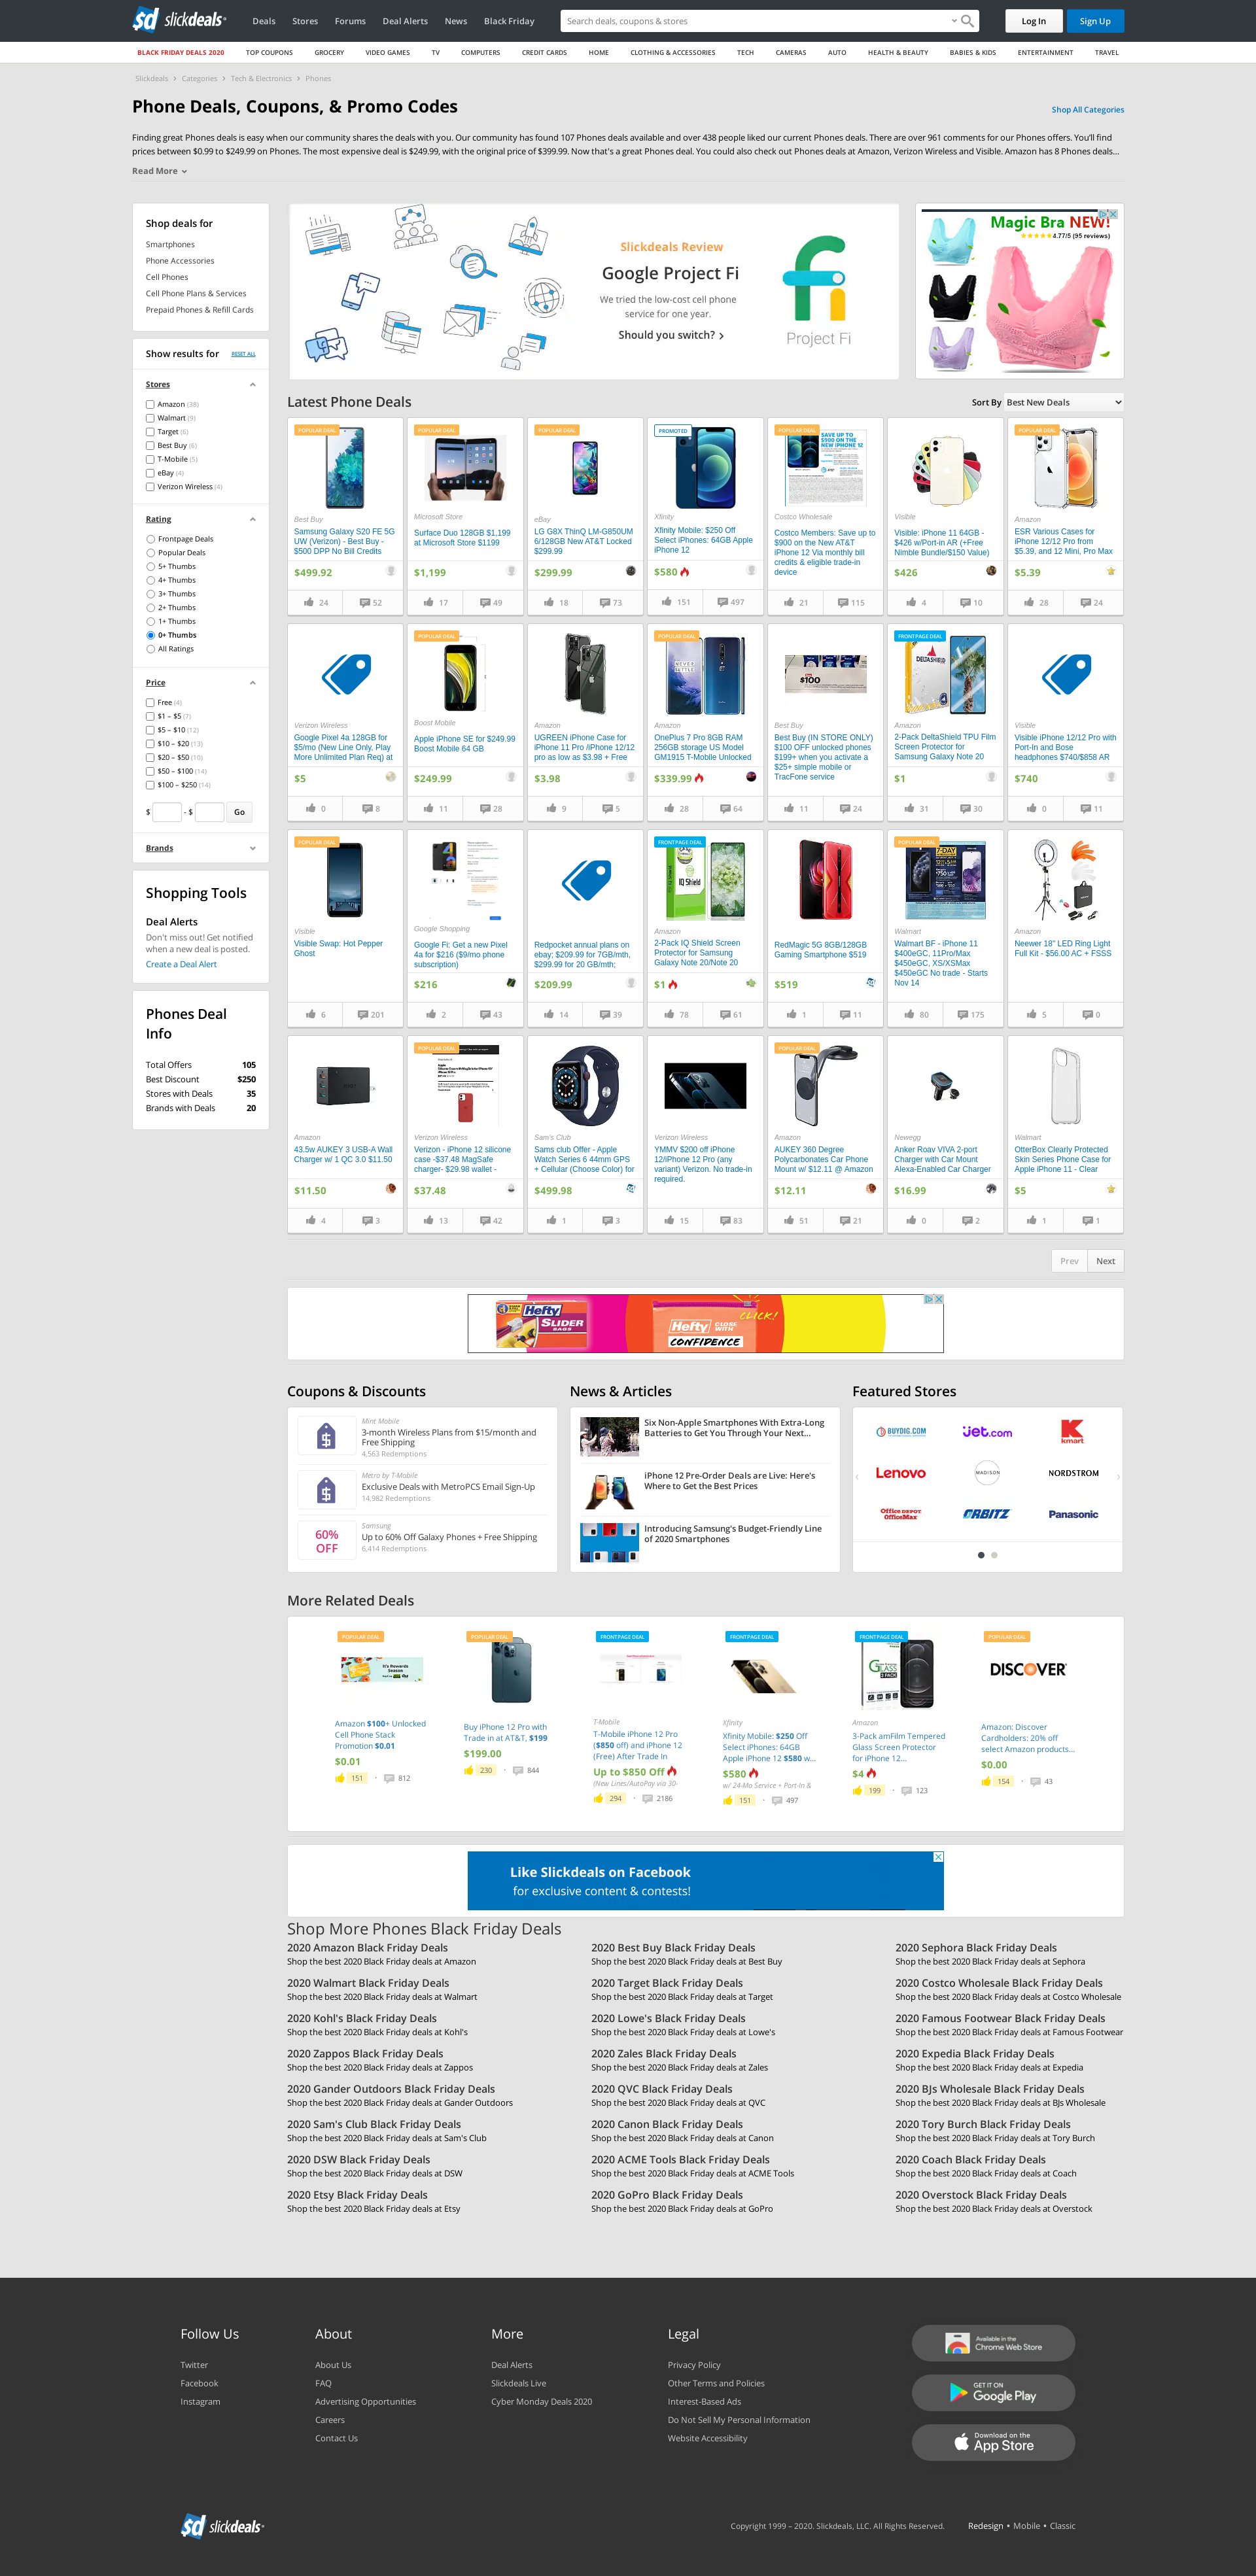 slickdeals
Deals Stores Forums Deal Alerts News Black Friday
Search deals, coupons & stores
Log In
Sign Up
BLACK FRIDAY DEALS 2020 TOP COUPONS GROCERY VIDEO GAMES TV COMPUTERS CREDIT CARDS HOME CLOTHING & ACCESSORIES TECH CAMERAS AUTO HEALTH & BEAUTY BABIES & KIDS ENTERTAINMENT TRAVEL
Slickdeals › Categories › Tech & Electronics › Phones
Phone Deals, Coupons, & Promo Codes
Shop All Categories
Finding great Phones deals is easy when our community shares the deals with you. Our community has found 107 Phones deals available and over 438 people liked our current Phones deals. There are over 961 comments for our Phones offers. You'll find
prices between $0.99 to $249.99 on Phones. The most expensive deal is $249.99, with the original price of $399.99. Now that's a great Phones deal. You could also check out Phones deals at Amazon, Verizon Wireless and Visible. Amazon has 8 Phones deals...
Read More
Shop deals for
Smartphones
Phone Accessories
Cell Phones
Cell Phone Plans & Services
Prepaid Phones & Refill Cards
Show results for RESET ALL
Stores
Amazon (38)
Walmart (9)
Target (6)
Best Buy (6)
T-Mobile (5)
eBay (4)
Verizon Wireless (4)
Rating
Frontpage Deals
Popular Deals
5+ Thumbs
4+ Thumbs
3+ Thumbs
2+ Thumbs
1+ Thumbs
0+ Thumbs
All Ratings
Price
Free (4)
$1 – $5 (7)
$5 – $10 (12)
$10 – $20 (13)
$20 – $50 (10)
$50 – $100 (14)
$100 – $250 (14)
$ - $ Go
Brands
Shopping Tools
Deal Alerts
Don't miss out! Get notified
when a new deal is posted.
Create a Deal Alert
Phones Deal
Info
Total Offers 105
Best Discount $250
Stores with Deals 35
Brands with Deals 20
Slickdeals Review
Google Project Fi
We tried the low-cost cell phone
service for one year.
Should you switch?
Project Fi
Magic Bra NEW!
4.77/5 (95 reviews)
Latest Phone Deals
Sort By Best New Deals
POPULAR DEAL
Best Buy
Samsung Galaxy S20 FE 5G
UW (Verizon) - Best Buy -
$500 DPP No Bill Credits
$499.92
24 52
POPULAR DEAL
Microsoft Store
Surface Duo 128GB $1,199
at Microsoft Store $1199
$1,199
17 49
POPULAR DEAL
eBay
LG G8X ThinQ LM-G850UM
6/128GB New AT&T Locked
$299.99
$299.99
18 73
PROMOTED
Xfinity
Xfinity Mobile: $250 Off
Select iPhones: 64GB Apple
iPhone 12
$580
151 497
POPULAR DEAL
SAVE UP TO
$900 ON THE
NEW IPHONE 12
Costco Wholesale
Costco Members: Save up to
$900 on the New AT&T
iPhone 12 Via monthly bill
credits & eligible trade-in
device
21 115
Visible
Visible: iPhone 11 64GB -
$426 w/Port-in AR (+Free
Nimble Bundle/$150 Value)
$426
4 10
POPULAR DEAL
Amazon
ESR Various Cases for
iPhone 12/12 Pro from
$5.39, and 12 Mini, Pro Max
$5.39
28 24
Verizon Wireless
Google Pixel 4a 128GB for
$5/mo (New Line Only, Play
More Unlimited Plan Req) at
$5
0 8
POPULAR DEAL
Boost Mobile
Apple iPhone SE for $249.99
Boost Mobile 64 GB
$249.99
11 28
Amazon
UGREEN iPhone Case for
iPhone 11 Pro /iPhone 12/12
pro as low as $3.98 + Free
$3.98
9 5
POPULAR DEAL
Amazon
OnePlus 7 Pro 8GB RAM
256GB storage US Model
GM1915 T-Mobile Unlocked
$339.99
28 64
$100
Best Buy
Best Buy (IN STORE ONLY)
$100 OFF unlocked phones
$199+ when you activate a
$25+ simple mobile or
TracFone service
11 24
FRONTPAGE DEAL
DELTASHIELD
Amazon
2-Pack DeltaShield TPU Film
Screen Protector for
Samsung Galaxy Note 20
$1
31 30
Visible
Visible iPhone 12/12 Pro with
Port-In and Bose
headphones $740/$858 AR
$740
0 11
POPULAR DEAL
Visible
Visible Swap: Hot Pepper
Ghost
6 201
Google Shopping
Google Fi: Get a new Pixel
4a for $216 ($9/mo phone
subscription)
$216
2 43
Redpocket annual plans on
ebay; $209.99 for 7GB/mth,
$299.99 for 20 GB/mth;
$209.99
14 39
FRONTPAGE DEAL
IQ Shield
Amazon
2-Pack IQ Shield Screen
Protector for Samsung
Galaxy Note 20/Note 20
$1
78 61
RedMagic 5G 8GB/128GB
Gaming Smartphone $519
$519
1 11
POPULAR DEAL
Walmart
Walmart BF - iPhone 11
$400eGC, 11Pro/Max
$450eGC, XS/XSMax
$450eGC No trade - Starts
Nov 14
80 175
Amazon
Neewer 18" LED Ring Light
Full Kit - $56.00 AC + FSSS
5 0
Amazon
43.5w AUKEY 3 USB-A Wall
Charger w/ 1 QC 3.0 $11.50
$11.50
4 3
POPULAR DEAL
Verizon Wireless
Verizon - iPhone 12 silicone
case -$37.48 MagSafe
charger- $29.98 wallet -
$37.48
13 42
Sam's Club
Sams club Offer - Apple
Watch Series 6 44mm GPS
+ Cellular (Choose Color) for
$499.98
1 3
Verizon Wireless
YMMV $200 off iPhone
12/iPhone 12 Pro (any
variant) Verizon. No trade-in
required.
15 83
POPULAR DEAL
Amazon
AUKEY 360 Degree
Polycarbonates Car Phone
Mount w/ $12.11 @ Amazon
$12.11
51 21
Newegg
Anker Roav VIVA 2-port
Charger with Car Mount
Alexa-Enabled Car Charger
$16.99
0 2
Walmart
OtterBox Clearly Protected
Skin Series Phone Case for
Apple iPhone 11 - Clear
$5
1 1
Prev Next
Hefty SLIDER BAGS
Hefty CLOSE WITH CONFIDENCE
CLICK!
Coupons & Discounts
Mint Mobile
3-month Wireless Plans from $15/month and
Free Shipping
4,563 Redemptions
Metro by T-Mobile
Exclusive Deals with MetroPCS Email Sign-Up
14,982 Redemptions
60%
OFF
Samsung
Up to 60% Off Galaxy Phones + Free Shipping
6,414 Redemptions
News & Articles
Six Non-Apple Smartphones With Extra-Long
Batteries to Get You Through Your Next...
iPhone 12 Pre-Order Deals are Live: Here's
Where to Get the Best Prices
Introducing Samsung's Budget-Friendly Line
of 2020 Smartphones
Featured Stores
BUYDIG.COM
jet.com
kmart
Lenovo
MADISON
NORDSTROM
Office DEPOT
OfficeMax
ORBITZ
Panasonic
More Related Deals
POPULAR DEAL
It's Rewards
Season
Amazon $100+ Unlocked
Cell Phone Stack
Promotion $0.01
$0.01
151 · 812
POPULAR DEAL
Buy iPhone 12 Pro with
Trade in at AT&T, $199
$199.00
230 · 844
FRONTPAGE DEAL
T-Mobile
T-Mobile iPhone 12 Pro
($850 off) and iPhone 12
(Free) After Trade In
Up to $850 Off
(New Lines/AutoPay via 30-
294 · 2186
FRONTPAGE DEAL
Xfinity
Xfinity Mobile: $250 Off
Select iPhones: 64GB
Apple iPhone 12 $580 w...
$580
w/ 24-Mo Service + Port-In &
151 · 497
FRONTPAGE DEAL
GLASS
Amazon
3-Pack amFilm Tempered
Glass Screen Protector
for iPhone 12...
$4
199 · 123
POPULAR DEAL
DISCOVER
Amazon: Discover
Cardholders: 20% off
select Amazon products...
$0.00
154 · 43
Like Slickdeals on Facebook
for exclusive content & contests!
Shop More Phones Black Friday Deals
2020 Amazon Black Friday Deals
Shop the best 2020 Black Friday deals at Amazon
2020 Best Buy Black Friday Deals
Shop the best 2020 Black Friday deals at Best Buy
2020 Sephora Black Friday Deals
Shop the best 2020 Black Friday deals at Sephora
2020 Walmart Black Friday Deals
Shop the best 2020 Black Friday deals at Walmart
2020 Target Black Friday Deals
Shop the best 2020 Black Friday deals at Target
2020 Costco Wholesale Black Friday Deals
Shop the best 2020 Black Friday deals at Costco Wholesale
2020 Kohl's Black Friday Deals
Shop the best 2020 Black Friday deals at Kohl's
2020 Lowe's Black Friday Deals
Shop the best 2020 Black Friday deals at Lowe's
2020 Famous Footwear Black Friday Deals
Shop the best 2020 Black Friday deals at Famous Footwear
2020 Zappos Black Friday Deals
Shop the best 2020 Black Friday deals at Zappos
2020 Zales Black Friday Deals
Shop the best 2020 Black Friday deals at Zales
2020 Expedia Black Friday Deals
Shop the best 2020 Black Friday deals at Expedia
2020 Gander Outdoors Black Friday Deals
Shop the best 2020 Black Friday deals at Gander Outdoors
2020 QVC Black Friday Deals
Shop the best 2020 Black Friday deals at QVC
2020 BJs Wholesale Black Friday Deals
Shop the best 2020 Black Friday deals at BJs Wholesale
2020 Sam's Club Black Friday Deals
Shop the best 2020 Black Friday deals at Sam's Club
2020 Canon Black Friday Deals
Shop the best 2020 Black Friday deals at Canon
2020 Tory Burch Black Friday Deals
Shop the best 2020 Black Friday deals at Tory Burch
2020 DSW Black Friday Deals
Shop the best 2020 Black Friday deals at DSW
2020 ACME Tools Black Friday Deals
Shop the best 2020 Black Friday deals at ACME Tools
2020 Coach Black Friday Deals
Shop the best 2020 Black Friday deals at Coach
2020 Etsy Black Friday Deals
Shop the best 2020 Black Friday deals at Etsy
2020 GoPro Black Friday Deals
Shop the best 2020 Black Friday deals at GoPro
2020 Overstock Black Friday Deals
Shop the best 2020 Black Friday deals at Overstock
Follow Us
Twitter
Facebook
Instagram
About
About Us
FAQ
Advertising Opportunities
Careers
Contact Us
More
Deal Alerts
Slickdeals Live
Cyber Monday Deals 2020
Legal
Privacy Policy
Other Terms and Policies
Interest-Based Ads
Do Not Sell My Personal Information
Website Accessibility
Available in the
Chrome Web Store
GET IT ON
Google Play
Download on the
App Store
slickdeals
Copyright 1999 – 2020. Slickdeals, LLC. All Rights Reserved.
Redesign • Mobile • Classic